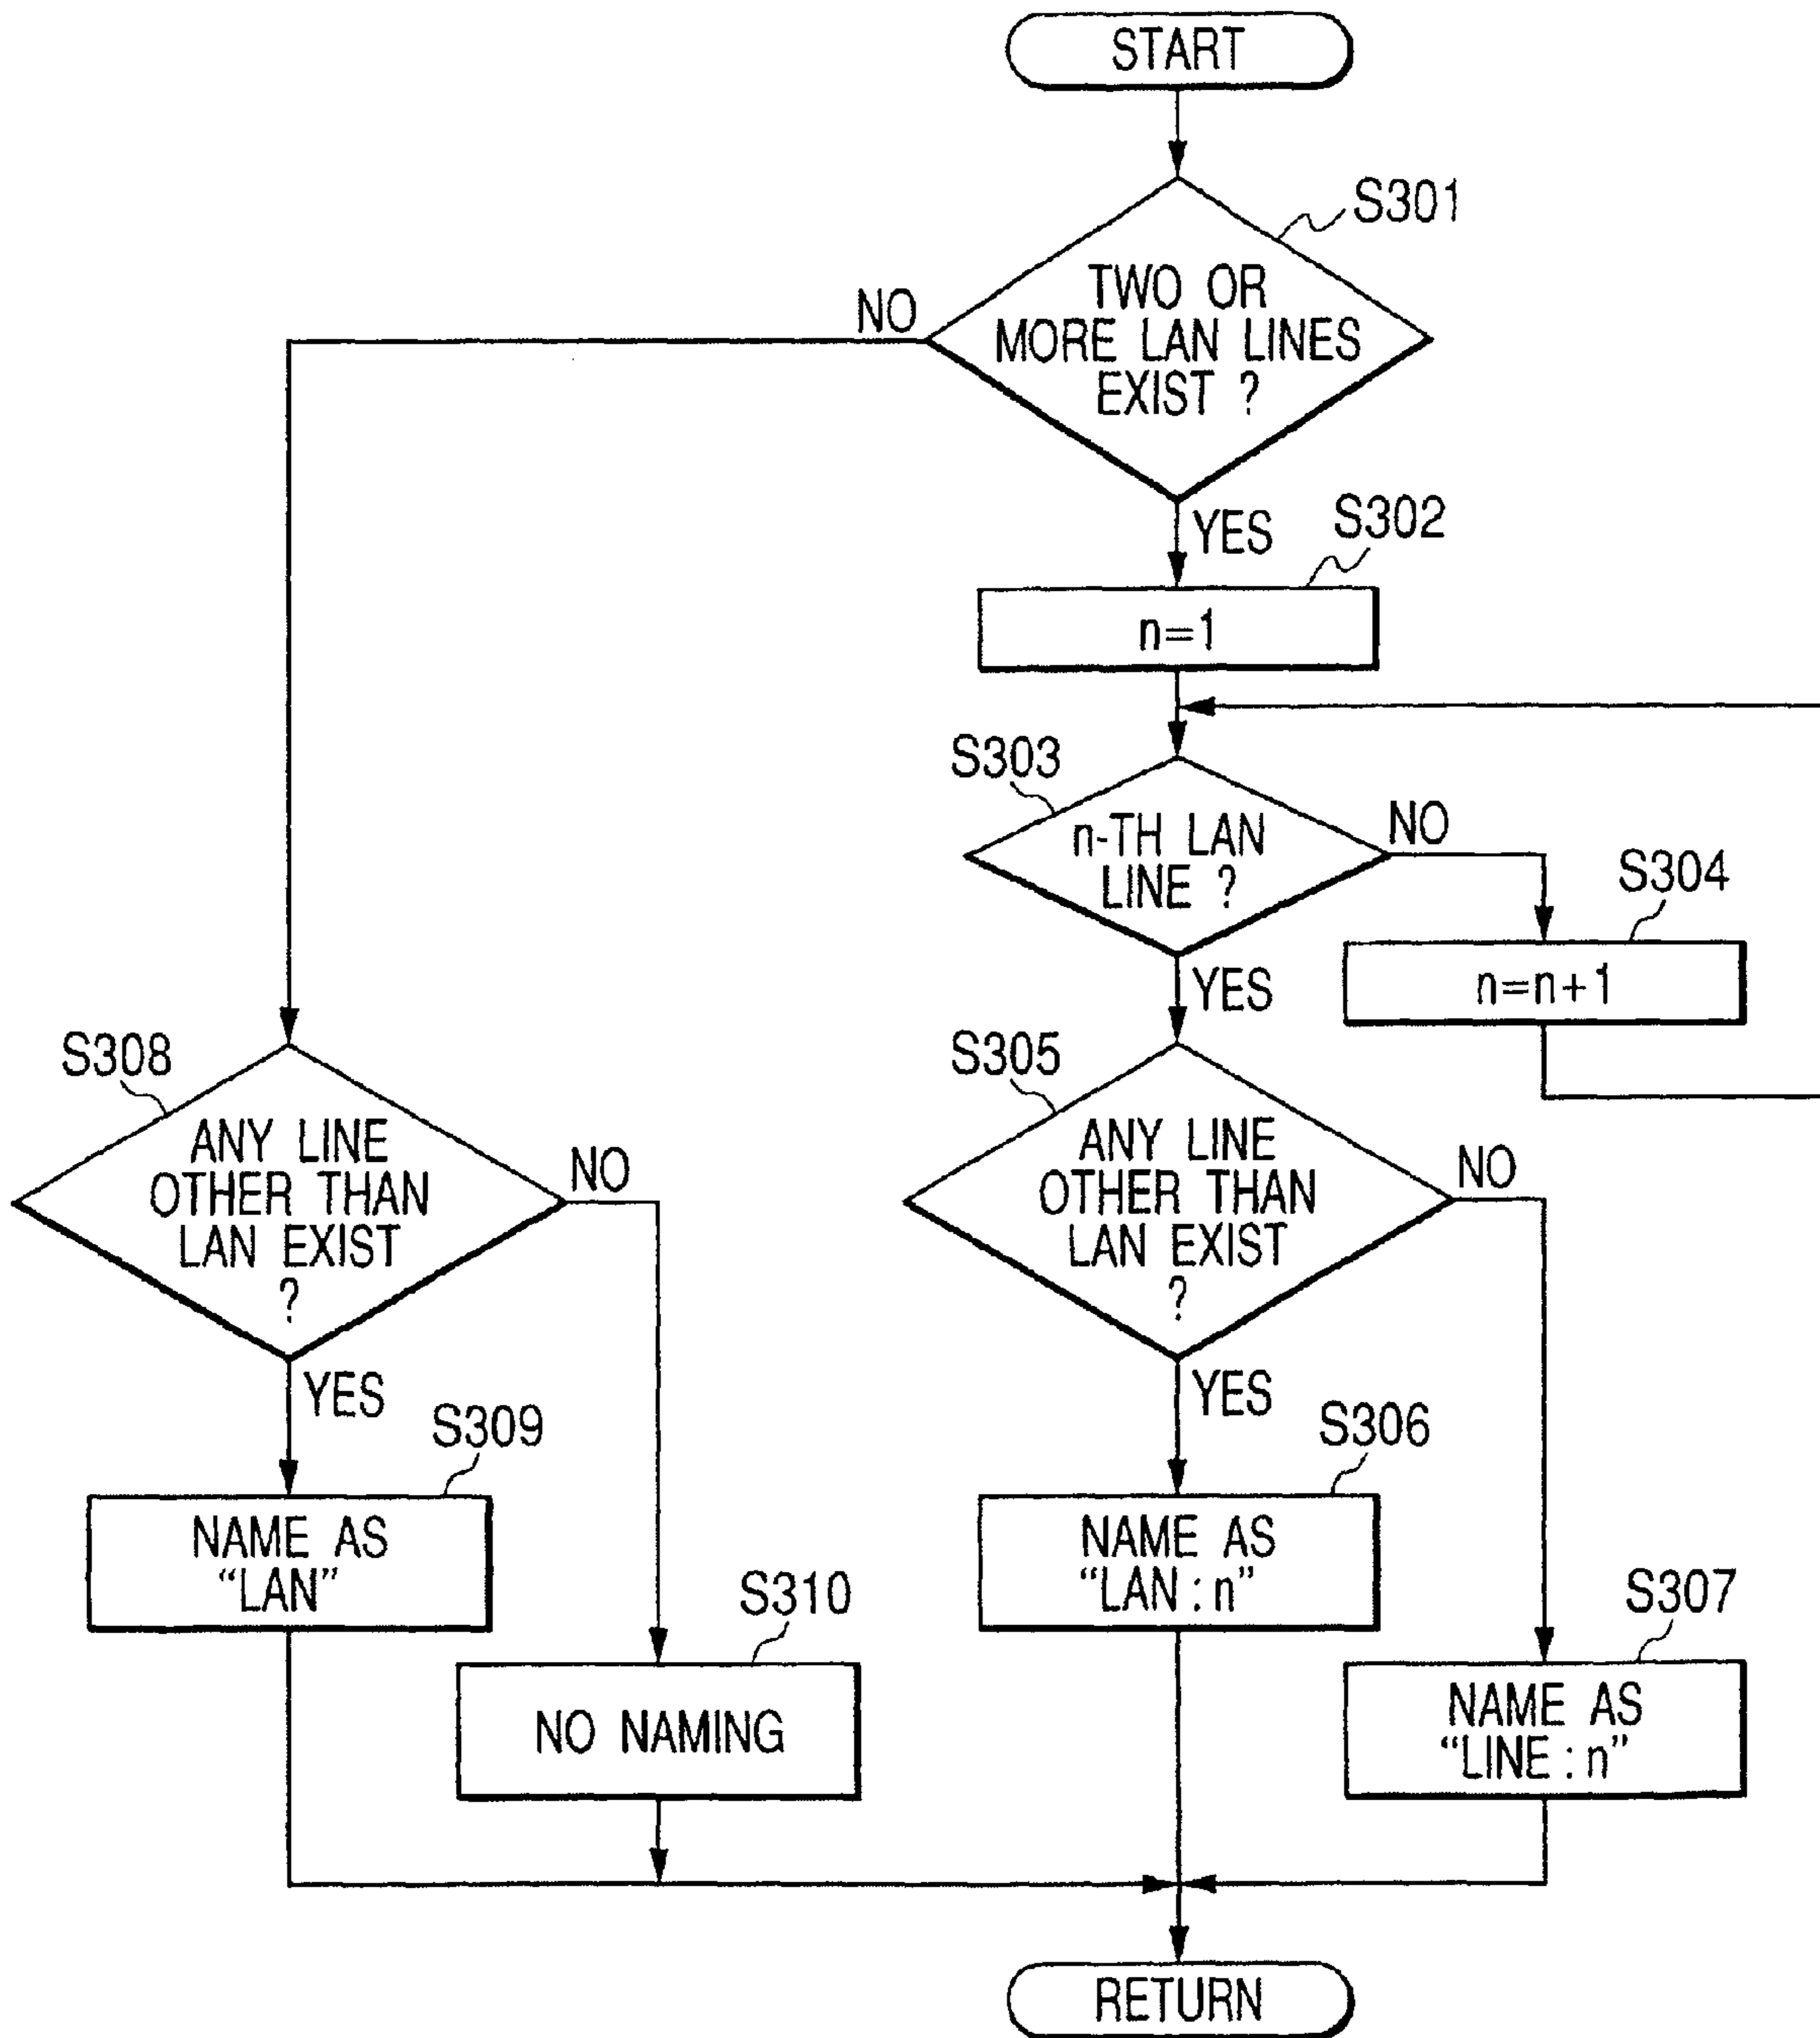 START
S301
TWO OR
MORE LAN LINES
EXIST ?
NO
YES
S302
n=1
S303
n-TH LAN
LINE ?
NO
S304
n=n+1
YES
S305
ANY LINE
OTHER THAN
LAN EXIST
?
NO
YES
S306
NAME AS
“LAN : n”
S307
NAME AS
“LINE : n”
S308
ANY LINE
OTHER THAN
LAN EXIST
?
NO
YES
S309
NAME AS
“LAN”
S310
NO NAMING
RETURN